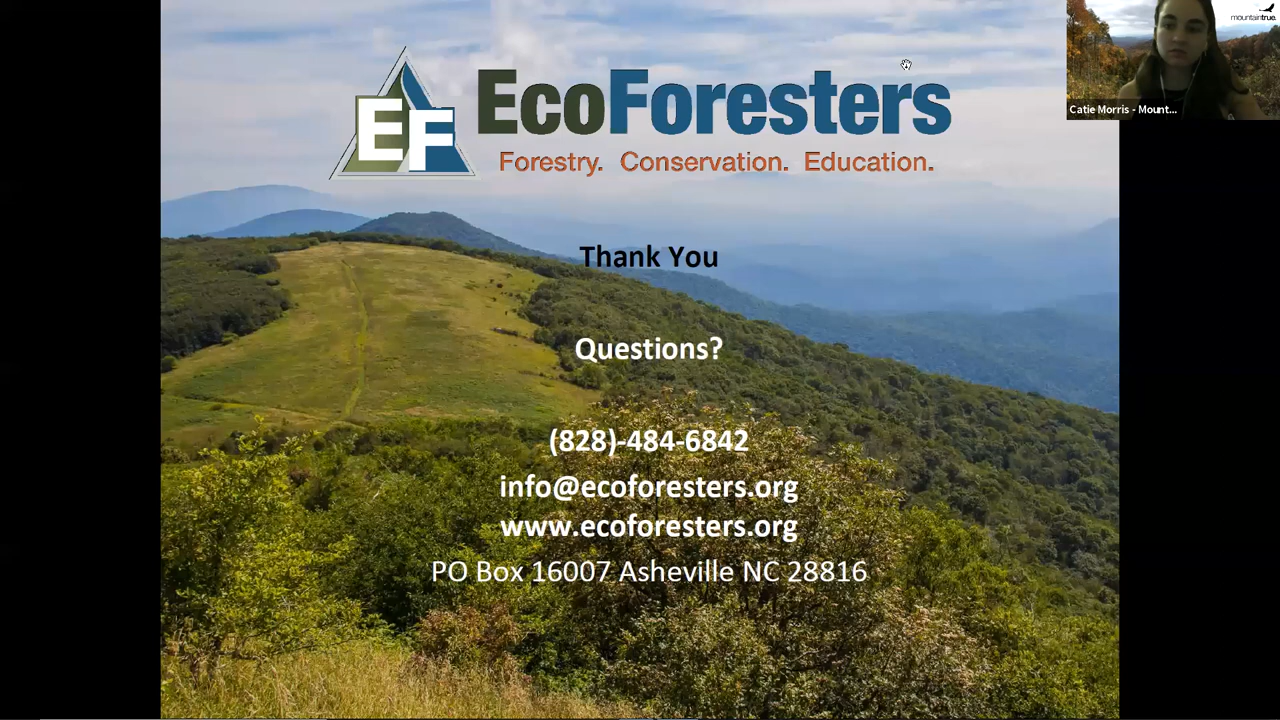 EF EcoForesters
Forestry. Conservation. Education.
mountaintrue.
Catie Morris - Mount...
Thank You
Questions?
(828)-484-6842
info@ecoforesters.org
www.ecoforesters.org
PO Box 16007 Asheville NC 28816